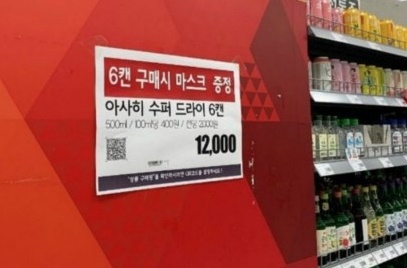 6캔 구매시 마스크 증정
아사히 수퍼 드라이 6캔
500ml / 100ml당 400원 / 캔당 2000원
12,000